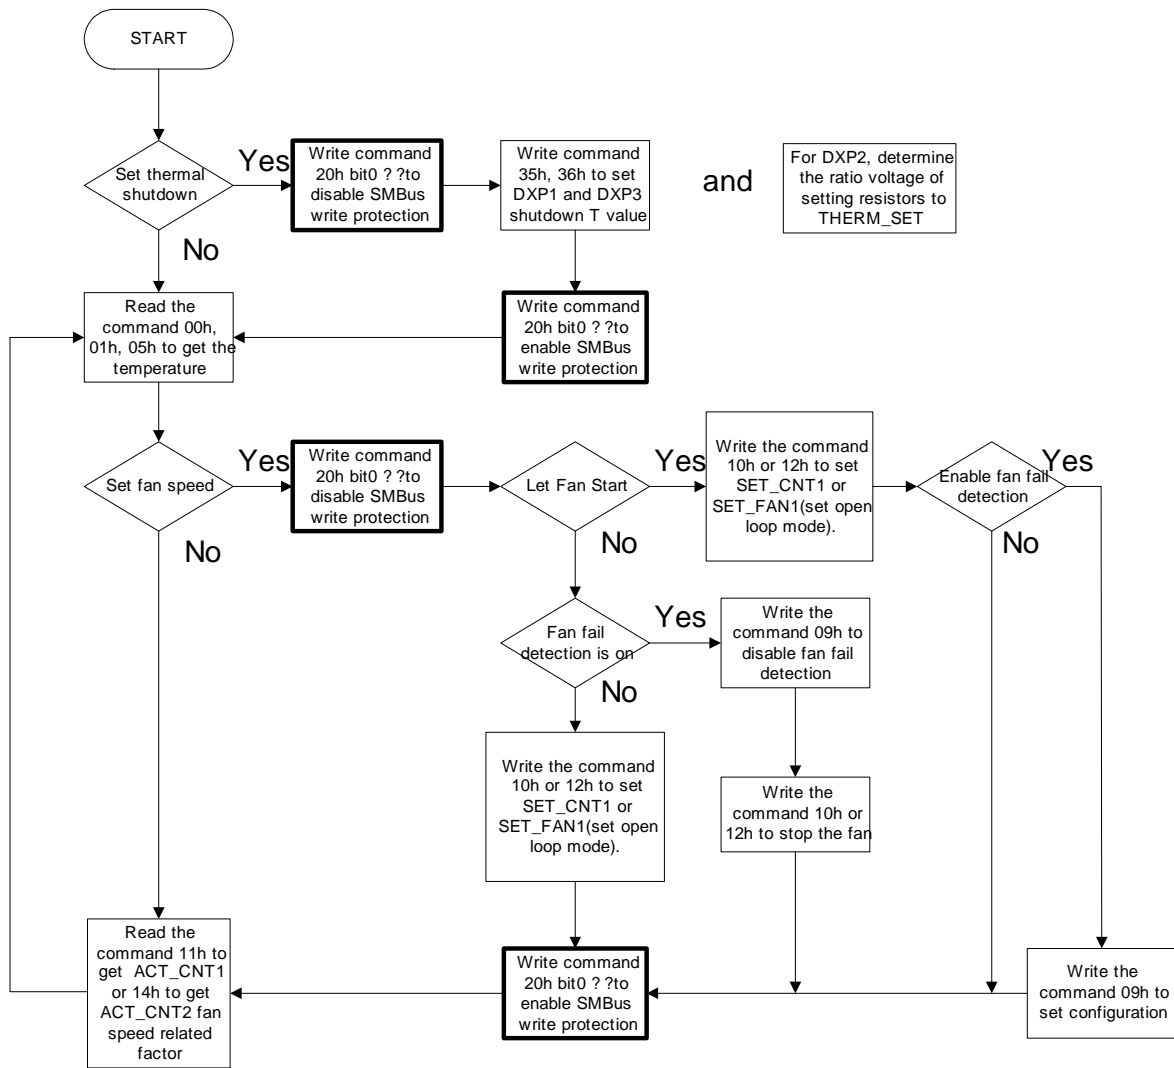 START
Set thermal
shutdown
Yes
No
Write command
20h bit0 ? ?to
disable SMBus
write protection
Write command
35h, 36h to set
DXP1 and DXP3
shutdown T value
and
For DXP2, determine
the ratio voltage of
setting resistors to
THERM_SET
Read the
command 00h,
01h, 05h to get the
temperature
Write command
20h bit0 ? ?to
enable SMBus
write protection
Set fan speed
Yes
No
Write command
20h bit0 ? ?to
disable SMBus
write protection
Let Fan Start
Yes
No
Write the command
10h or 12h to set
SET_CNT1 or
SET_FAN1(set open
loop mode).
Enable fan fail
detection
Yes
No
Fan fail
detection is on
Yes
No
Write the
command 09h to
disable fan fail
detection
Write the command
10h or 12h to set
SET_CNT1 or
SET_FAN1(set open
loop mode).
Write the
command 10h or
12h to stop the fan
Read the
command 11h to
get ACT_CNT1
or 14h to get
ACT_CNT2 fan
speed related
factor
Write command
20h bit0 ? ?to
enable SMBus
write protection
Write the
command 09h to
set configuration